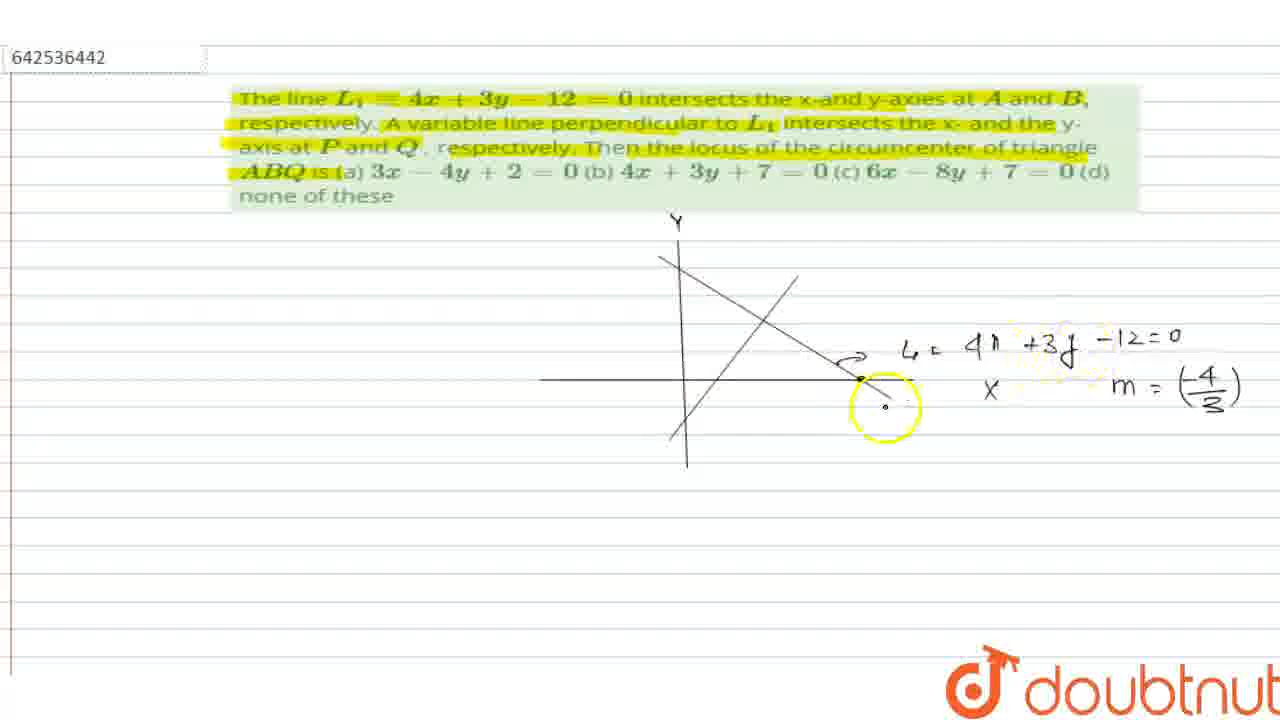 642536442
The line L₁ ≡ 4x + 3y − 12 = 0 intersects the x-and y-axies at A and B,
respectively. A variable line perpendicular to L₁ intersects the x- and the y-
axis at P and Q , respectively. Then the locus of the circumcenter of triangle
ABQ is (a) 3x − 4y + 2 = 0 (b) 4x + 3y + 7 = 0 (c) 6x − 8y + 7 = 0 (d)
none of these
Y
L₁ = 4x + 3y − 12 = 0
X m = (−4/3)
doubtnut